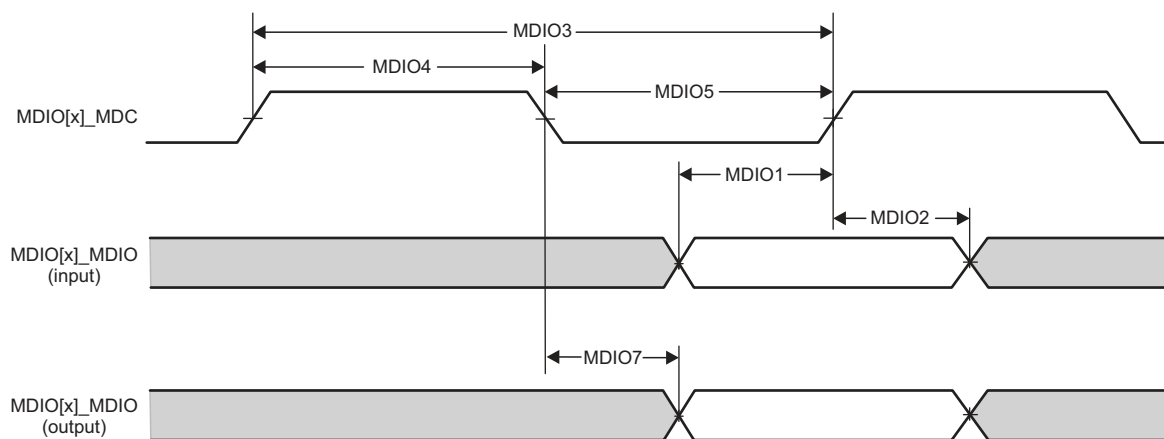 MDIO3
MDIO4
MDIO5
MDIO[x]_MDC
MDIO1
MDIO2
MDIO[x]_MDIO
(input)
MDIO7
MDIO[x]_MDIO
(output)